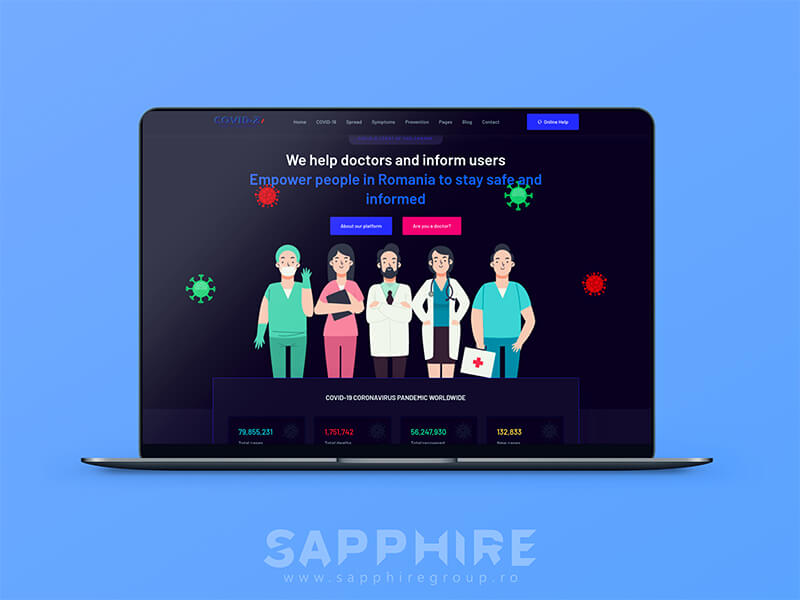 COVID-24
Home COVID-19 Spread Symptoms Prevention Pages Blog Contact Online Help
We help doctors and inform users
Empower people in Romania to stay safe and
informed
About our platform Are you a doctor?
COVID-19 CORONAVIRUS PANDEMIC WORLDWIDE
79,855,231 1,751,742 56,247,930 132,833
Total cases Total deaths Total recovered New cases
SAPPHIRE
www.sapphiregroup.ro